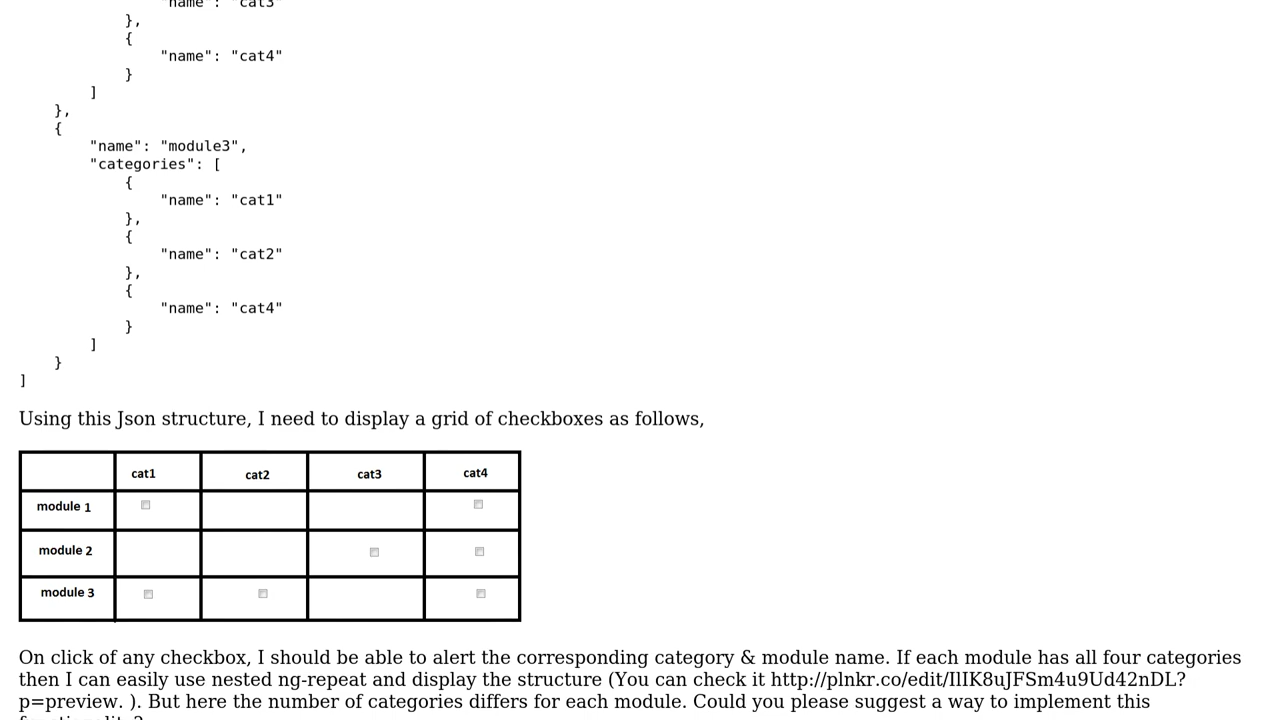 "name": "cat3"
},
{
"name": "cat4"
}
]
},
{
"name": "module3",
"categories": [
{
"name": "cat1"
},
{
"name": "cat2"
},
{
"name": "cat4"
}
]
}
]
Using this Json structure, I need to display a grid of checkboxes as follows,
cat1 cat2 cat3 cat4
module 1
module 2
module 3
On click of any checkbox, I should be able to alert the corresponding category & module name. If each module has all four categories
then I can easily use nested ng-repeat and display the structure (You can check it http://plnkr.co/edit/IlIK8uJFSm4u9Ud42nDL?
p=preview. ). But here the number of categories differs for each module. Could you please suggest a way to implement this